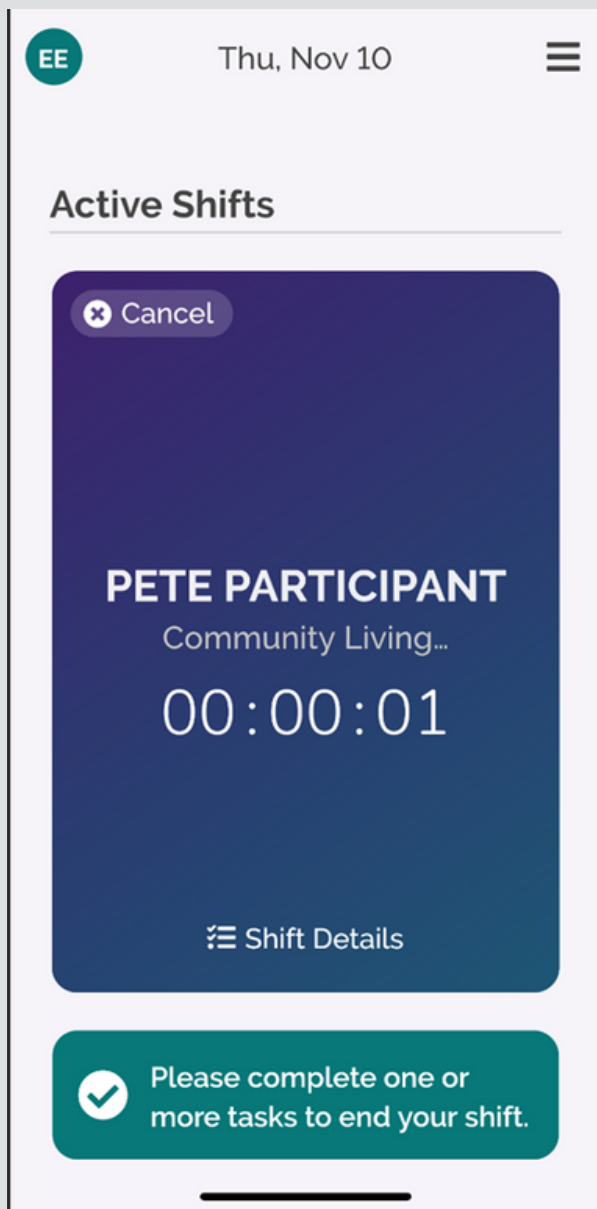 EE
Thu, Nov 10
Active Shifts
Cancel
PETE PARTICIPANT
Community Living...
00:00:01
Shift Details
Please complete one or
more tasks to end your shift.